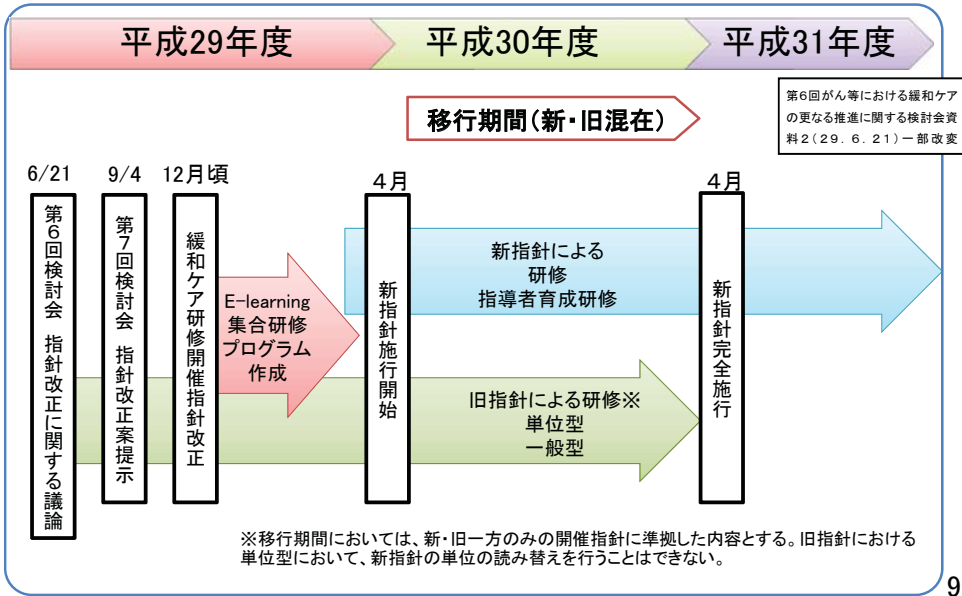 平成29年度
平成30年度
平成31年度
移行期間(新・旧混在)
第6回がん等における緩和ケア
の更なる推進に関する検討会資
料2(29．6．21)一部改変
6/21
9/4
12月頃
４月
４月
第６回検討会 指針改正に関する議論
第７回検討会 指針改正案提示
緩和ケア研修開催指針改正
E-learning
集合研修
プログラム
作成
新指針施行開始
新指針による
研修
指導者育成研修
旧指針による研修※
単位型
一般型
新指針完全施行
※移行期間においては、新・旧一方のみの開催指針に準拠した内容とする。旧指針における
単位型において、新指針の単位の読み替えを行うことはできない。
9